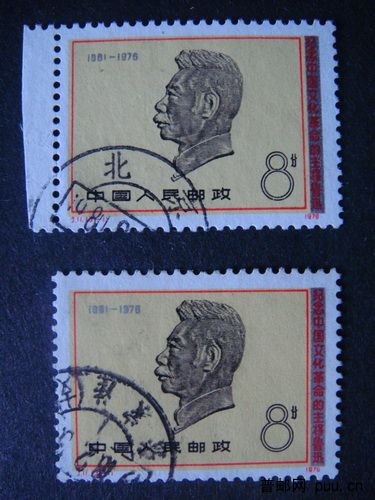 1881-1976
纪念中国文化革命的主将鲁迅
北
中国人民邮政
8分
1976
1881-1976
纪念中国文化革命的主将鲁迅
中国人民邮政
8分
1976
普邮网 puu.cn